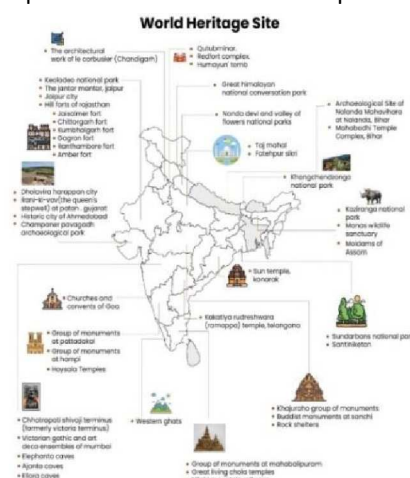 World Heritage Site
The architectural
work of le corbusier (Chandigarh)
Qutubminar,
Redfort complex,
Humayun' tomb
Keoladeo national park
The jantar mantar, jaipur
Jaipur city
Hill forts of rajasthan
Jaisalmer fort
Chittorgarh fort
Kumbhalgarh fort
Gagron fort
Ranthambore fort
Amber fort
Great himalayan
national conservation park
Nanda devi and valley of
flowers national parks
Taj mahal
Fatehpur sikri
Archaeological Site of
Nalanda Mahavihara
at Nalanda, Bihar
Mahabodhi Temple
Complex, Bihar
Khangchendzonga
national park
Kaziranga national
park
Manas wildlife
sanctuary
Moidams of
Assam
Dholavira harappan city
Rani-ki-vav(the queen's
stepwell) at patan , gujarat
Historic city of Ahmedabad
Champaner pavagadh
archaeological park
Sun temple,
konarak
Churches and
convents of Goa
Kakatiya rudreshwara
(ramappa) temple, telangana
Sundarbans national par
Santiniketan
Group of monuments
at pattadakal
Group of monuments
at hampi
Hoysala Temples
Khajuraho group of monuments
Buddist monuments at sanchi
Rock shelters
Chhatrapati shivaji terminus
(formerly victoria terminus)
Victorian gothic and art
deco ensembles of mumbai
Elephanta caves
Ajanta caves
Ellora caves
Western ghats
Group of monuments at mahabalipuram
Great living chola temples